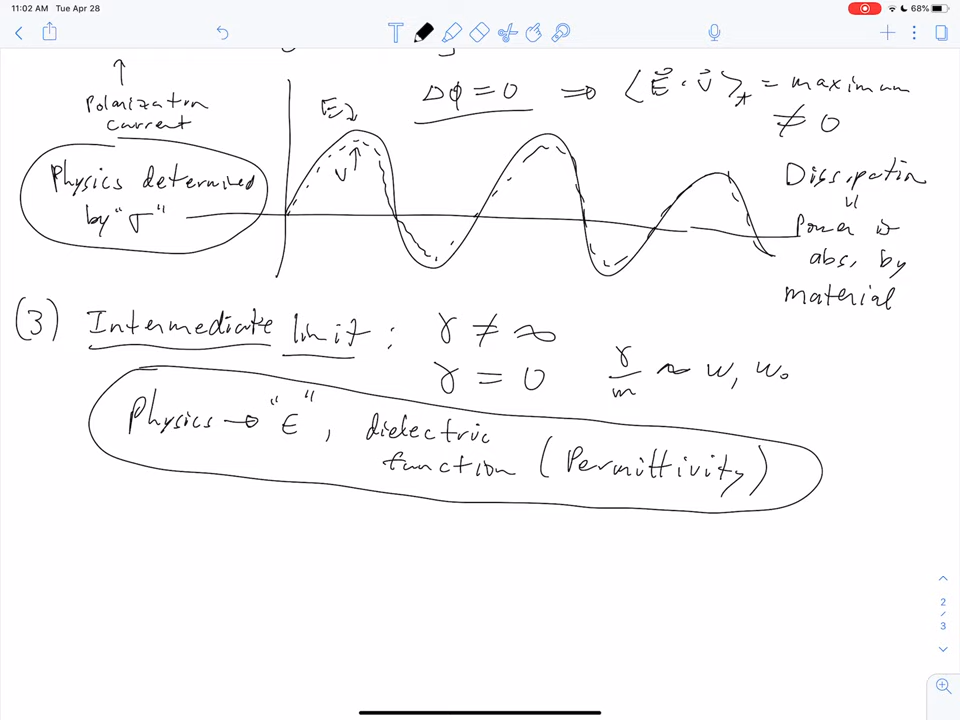 11:02 AM Tue Apr 28
68%
Polarization
current
Δφ = 0 ⇒ ⟨E⃗ · v⃗⟩t = maximum
≠ 0
E
v
Physics determined
by "σ"
Dissipation
Power is
abs. by
material
(3) Intermediate limit : γ ≠ ∞
γ = 0 γ/m ~ ω, ω₀
Physics → "ε", dielectric
function (Permittivity)
2
/
3